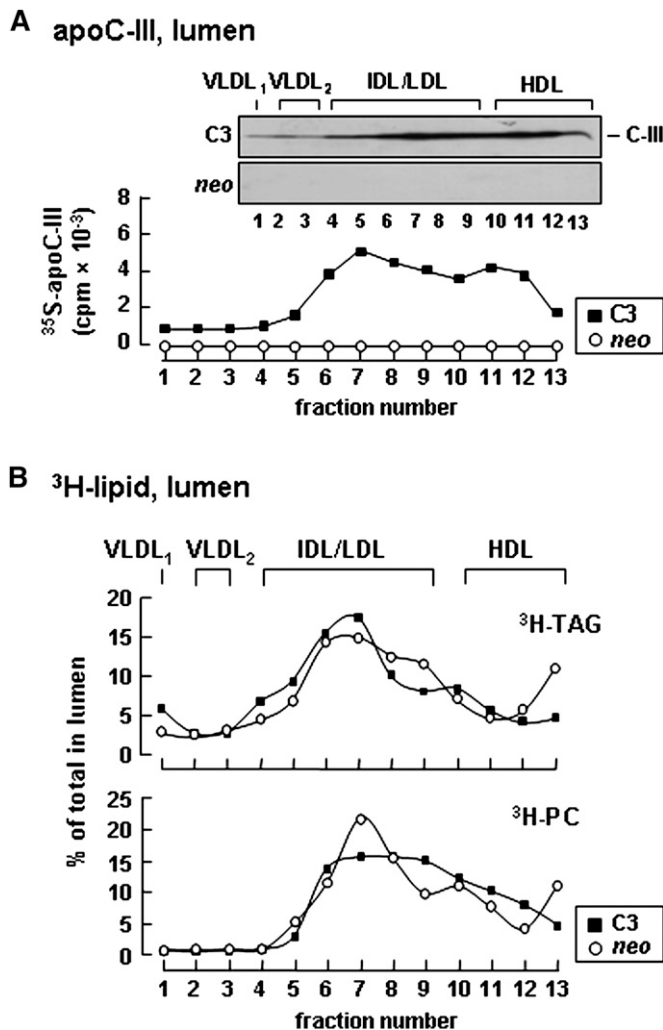 A apoC-III, lumen
VLDL₁ VLDL₂ IDL/LDL HDL
C3 – C-III
neo
1 2 3 4 5 6 7 8 9 10 11 12 13
8
6
4
2
0
³⁵S-apoC-III
(cpm × 10⁻³)
C3
neo
1 2 3 4 5 6 7 8 9 10 11 12 13
fraction number
B ³H-lipid, lumen
VLDL₁ VLDL₂ IDL/LDL HDL
³H-TAG
20
15
10
5
0
% of total in lumen
³H-PC
25
20
15
10
5
0
C3
neo
1 2 3 4 5 6 7 8 9 10 11 12 13
fraction number